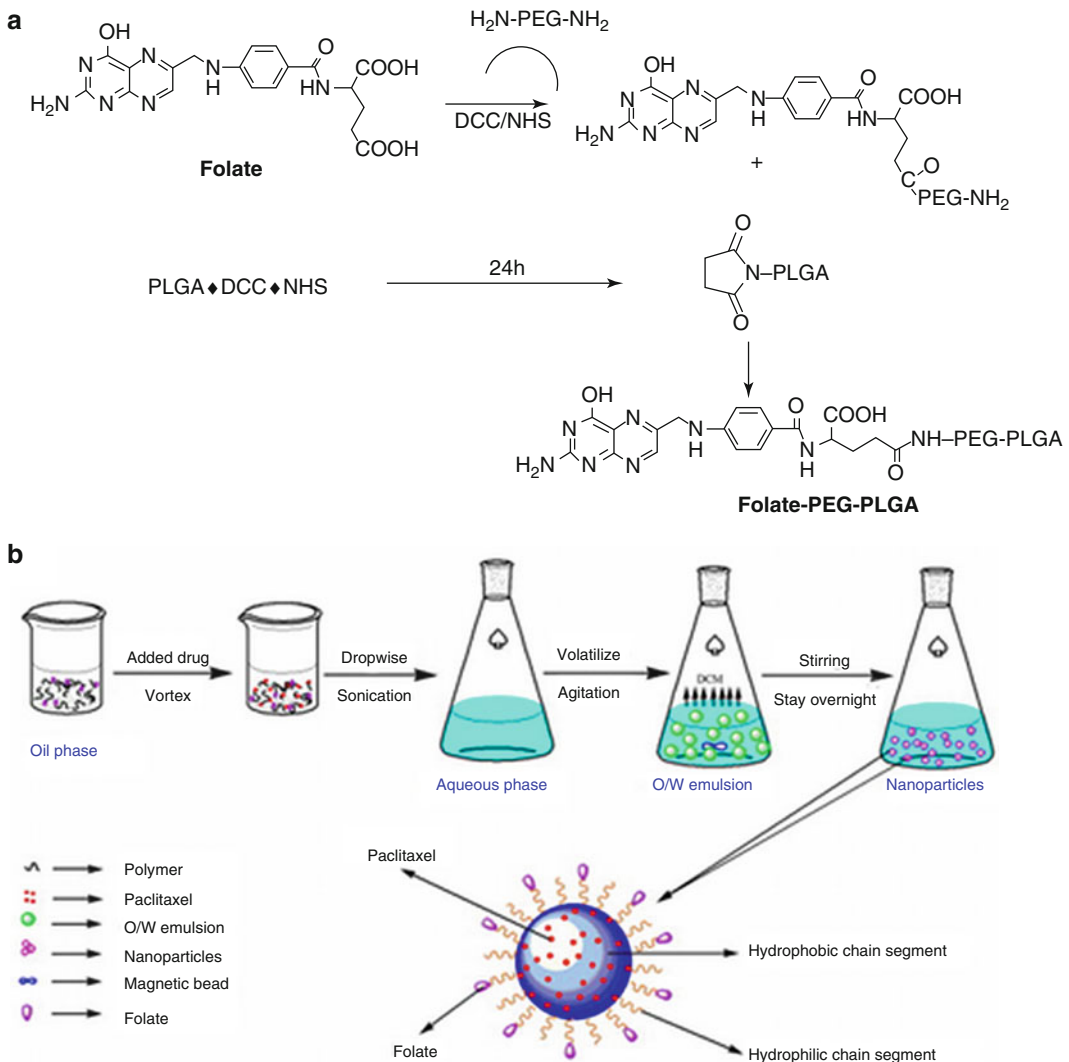 a
H₂N-PEG-NH₂
OH
N
N
N
N
H₂N
N
H
O
HN
COOH
COOH
Folate
DCC/NHS
OH
N
N
N
N
H₂N
N
H
O
HN
COOH
C
O
PEG-NH₂
+
PLGA♦DCC♦NHS
24h
O
N–PLGA
O
OH
N
N
N
N
H₂N
N
H
O
N
H
COOH
O
NH–PEG-PLGA
Folate-PEG-PLGA
b
Added drug
Vortex
Dropwise
Sonication
Volatilize
Agitation
DCM
Stirring
Stay overnight
Oil phase
Aqueous phase
O/W emulsion
Nanoparticles
Polymer
Paclitaxel
O/W emulsion
Nanoparticles
Magnetic bead
Folate
Paclitaxel
Hydrophobic chain segment
Folate
Hydrophilic chain segment